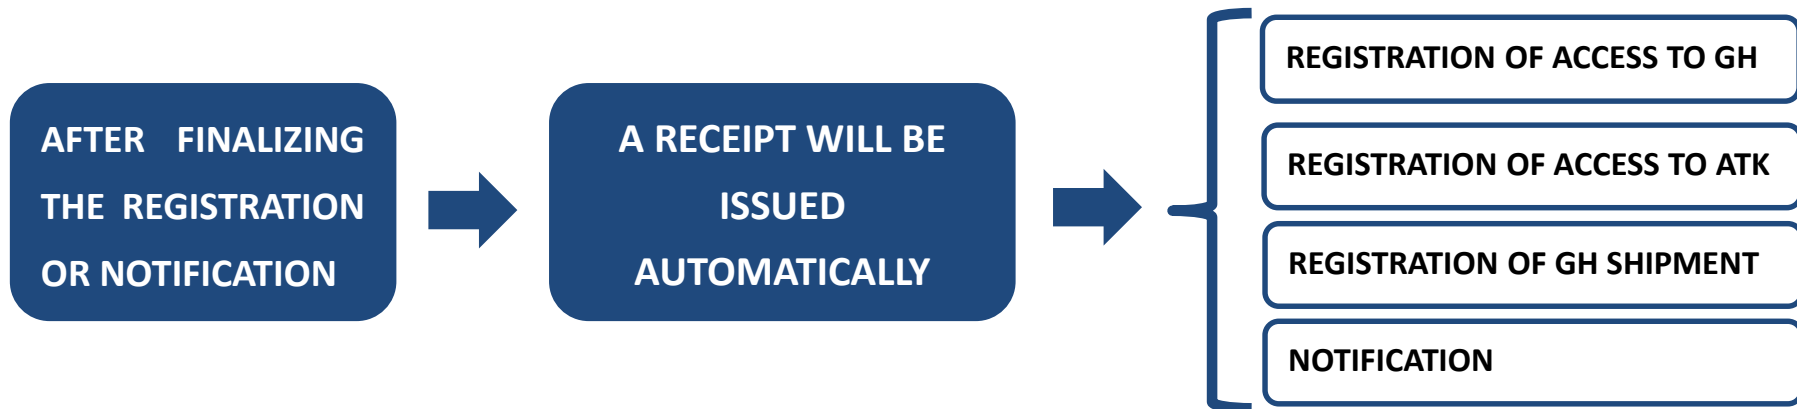 AFTER FINALIZING
THE REGISTRATION
OR NOTIFICATION
A RECEIPT WILL BE
ISSUED
AUTOMATICALLY
REGISTRATION OF ACCESS TO GH
REGISTRATION OF ACCESS TO ATK
REGISTRATION OF GH SHIPMENT
NOTIFICATION